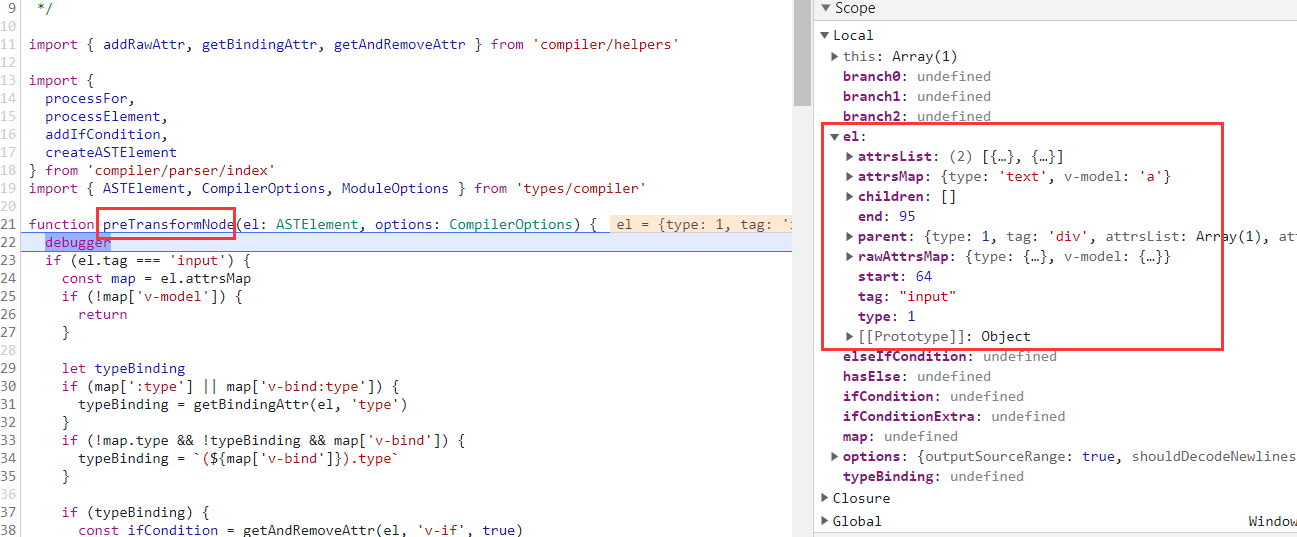 9 */
10
11 import { addRawAttr, getBindingAttr, getAndRemoveAttr } from 'compiler/helpers'
12
13 import {
14 processFor,
15 processElement,
16 addIfCondition,
17 createASTElement
18 } from 'compiler/parser/index'
19 import { ASTElement, CompilerOptions, ModuleOptions } from 'types/compiler'
20
21 function preTransformNode(el: ASTElement, options: CompilerOptions) { el = {type: 1, tag: 'i
22 debugger
23 if (el.tag === 'input') {
24 const map = el.attrsMap
25 if (!map['v-model']) {
26 return
27 }
28
29 let typeBinding
30 if (map[':type'] || map['v-bind:type']) {
31 typeBinding = getBindingAttr(el, 'type')
32 }
33 if (!map.type && !typeBinding && map['v-bind']) {
34 typeBinding = `(${map['v-bind']}).type`
35 }
36
37 if (typeBinding) {
38 const ifCondition = getAndRemoveAttr(el, 'v-if', true)
Scope
Local
this: Array(1)
branch0: undefined
branch1: undefined
branch2: undefined
el:
attrsList: (2) [{…}, {…}]
attrsMap: {type: 'text', v-model: 'a'}
children: []
end: 95
parent: {type: 1, tag: 'div', attrsList: Array(1), at
rawAttrsMap: {type: {…}, v-model: {…}}
start: 64
tag: "input"
type: 1
[[Prototype]]: Object
elseIfCondition: undefined
hasElse: undefined
ifCondition: undefined
ifConditionExtra: undefined
map: undefined
options: {outputSourceRange: true, shouldDecodeNewlines
typeBinding: undefined
Closure
Global Window